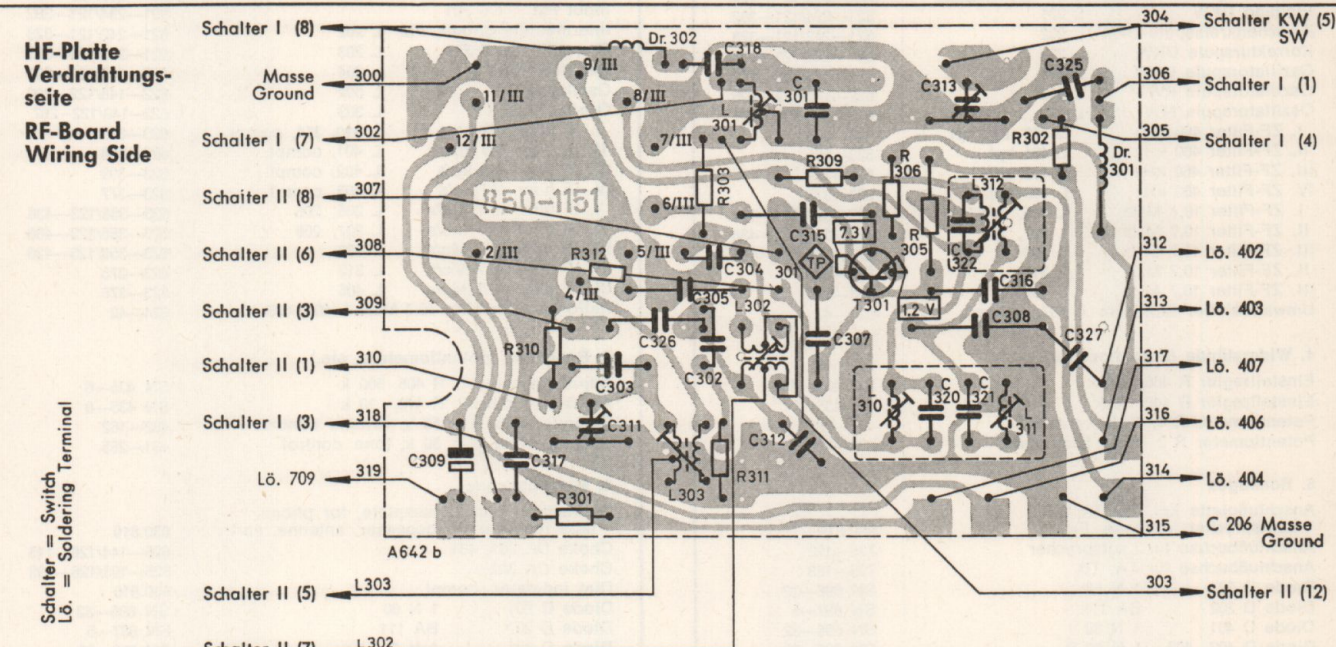 HF-Platte
Verdrahtungs-
seite
RF-Board
Wiring Side
Schalter = Switch
Lö. = Soldering Terminal
Schalter I (8)
Masse
Ground
300
Schalter I (7)
302
Schalter II (8)
307
Schalter II (6)
308
Schalter II (3)
309
Schalter II (1)
310
Schalter I (3)
318
Lö. 709
319
A642 b
Schalter II (5)
L303
Schalter II (7)
L302
304
Schalter KW (5)
SW
306
Schalter I (1)
305
Schalter I (4)
312
Lö. 402
313
Lö. 403
317
Lö. 407
316
Lö. 406
314
Lö. 404
315
C 206 Masse
Ground
303
Schalter II (12)
Dr. 302
C318
9/III
8/III
11/III
12/III
7/III
L
301
C
301
C313
C325
R302
Dr.
301
R303
R309
R
306
R
305
L312
C
322
850-1151
6/III
C315
7.3V
TP
301
T301
1.2 V
C316
C308
C327
2/III
R312
5/III
C304
4/III
C305
L302
C326
C302
R310
C303
C307
L
310
C
320
C
321
L
311
C311
C309
C317
L303
R311
C312
R301